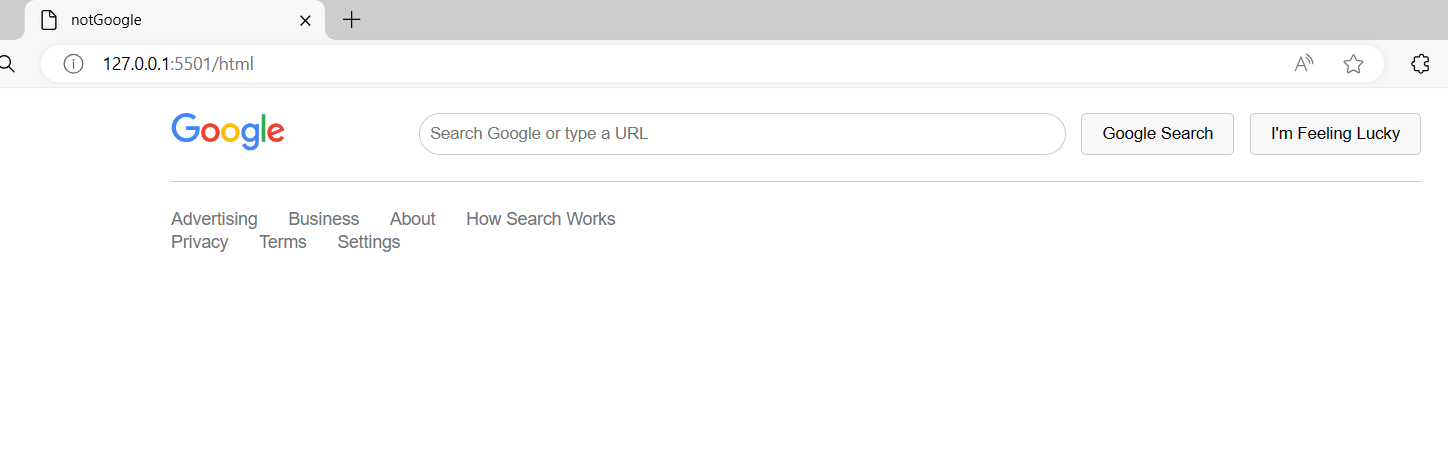 notGoogle
127.0.0.1:5501/html
Google Search Google or type a URL Google Search I'm Feeling Lucky
Advertising Business About How Search Works
Privacy Terms Settings